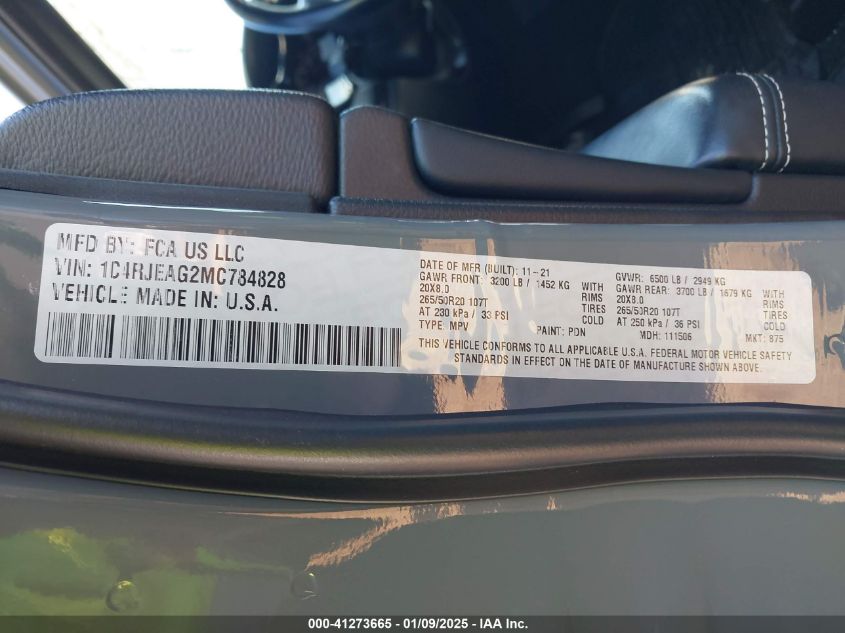 MFD BY: FCA US LLC
VIN: 1C4RJEAG2MC784828
VEHICLE MADE IN: U.S.A.
DATE OF MFR (BUILT): 11-21
GAWR FRONT: 3200 LB / 1452 KG WITH
20X8.0 RIMS
265/50R20 107T TIRES
AT 230 kPa / 33 PSI COLD
TYPE: MPV PAINT: PDN
GVWR: 6500 LB / 2949 KG
GAWR REAR: 3700 LB / 1679 KG WITH
20X8.0 RIMS
265/50R20 107T TIRES
AT 250 kPa / 36 PSI COLD
MDH: 111506 MKT: 875
THIS VEHICLE CONFORMS TO ALL APPLICABLE U.S.A. FEDERAL MOTOR VEHICLE SAFETY
STANDARDS IN EFFECT ON THE DATE OF MANUFACTURE SHOWN ABOVE.
000-41273665 - 01/09/2025 - IAA Inc.